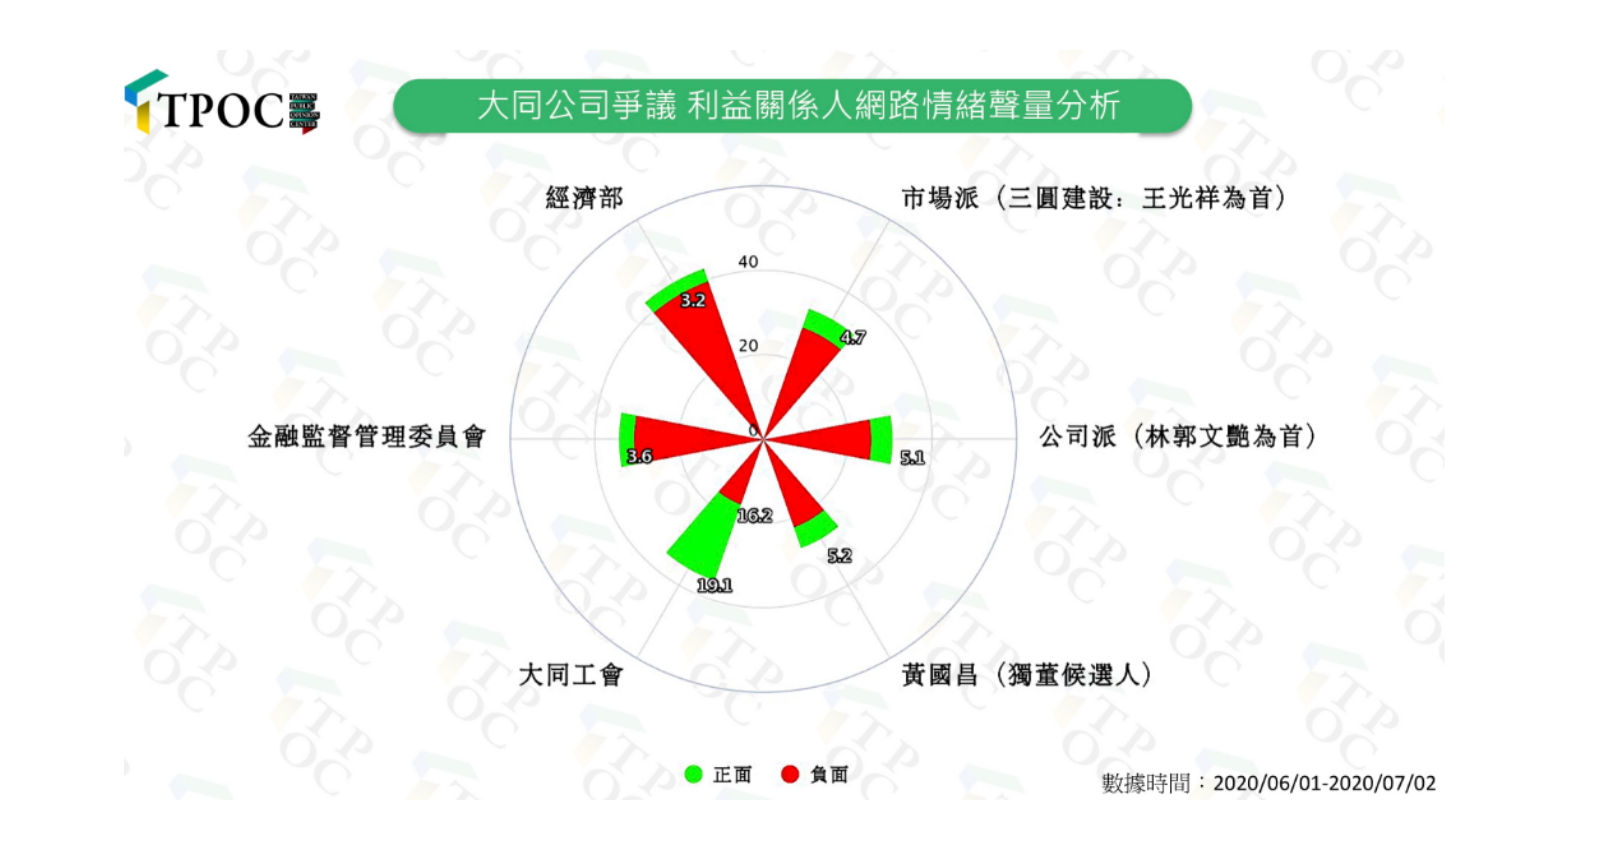 TPOC
TAIWAN
PUBLIC
OPINION
CENTER
大同公司爭議 利益關係人網路情緒聲量分析
經濟部
市場派（三圓建設：王光祥為首）
40
3.2
4.7
20
0
金融監督管理委員會
公司派（林郭文艷為首）
3.6
5.1
16.2
5.2
19.1
大同工會
黃國昌（獨董候選人）
正面
負面
數據時間：2020/06/01-2020/07/02